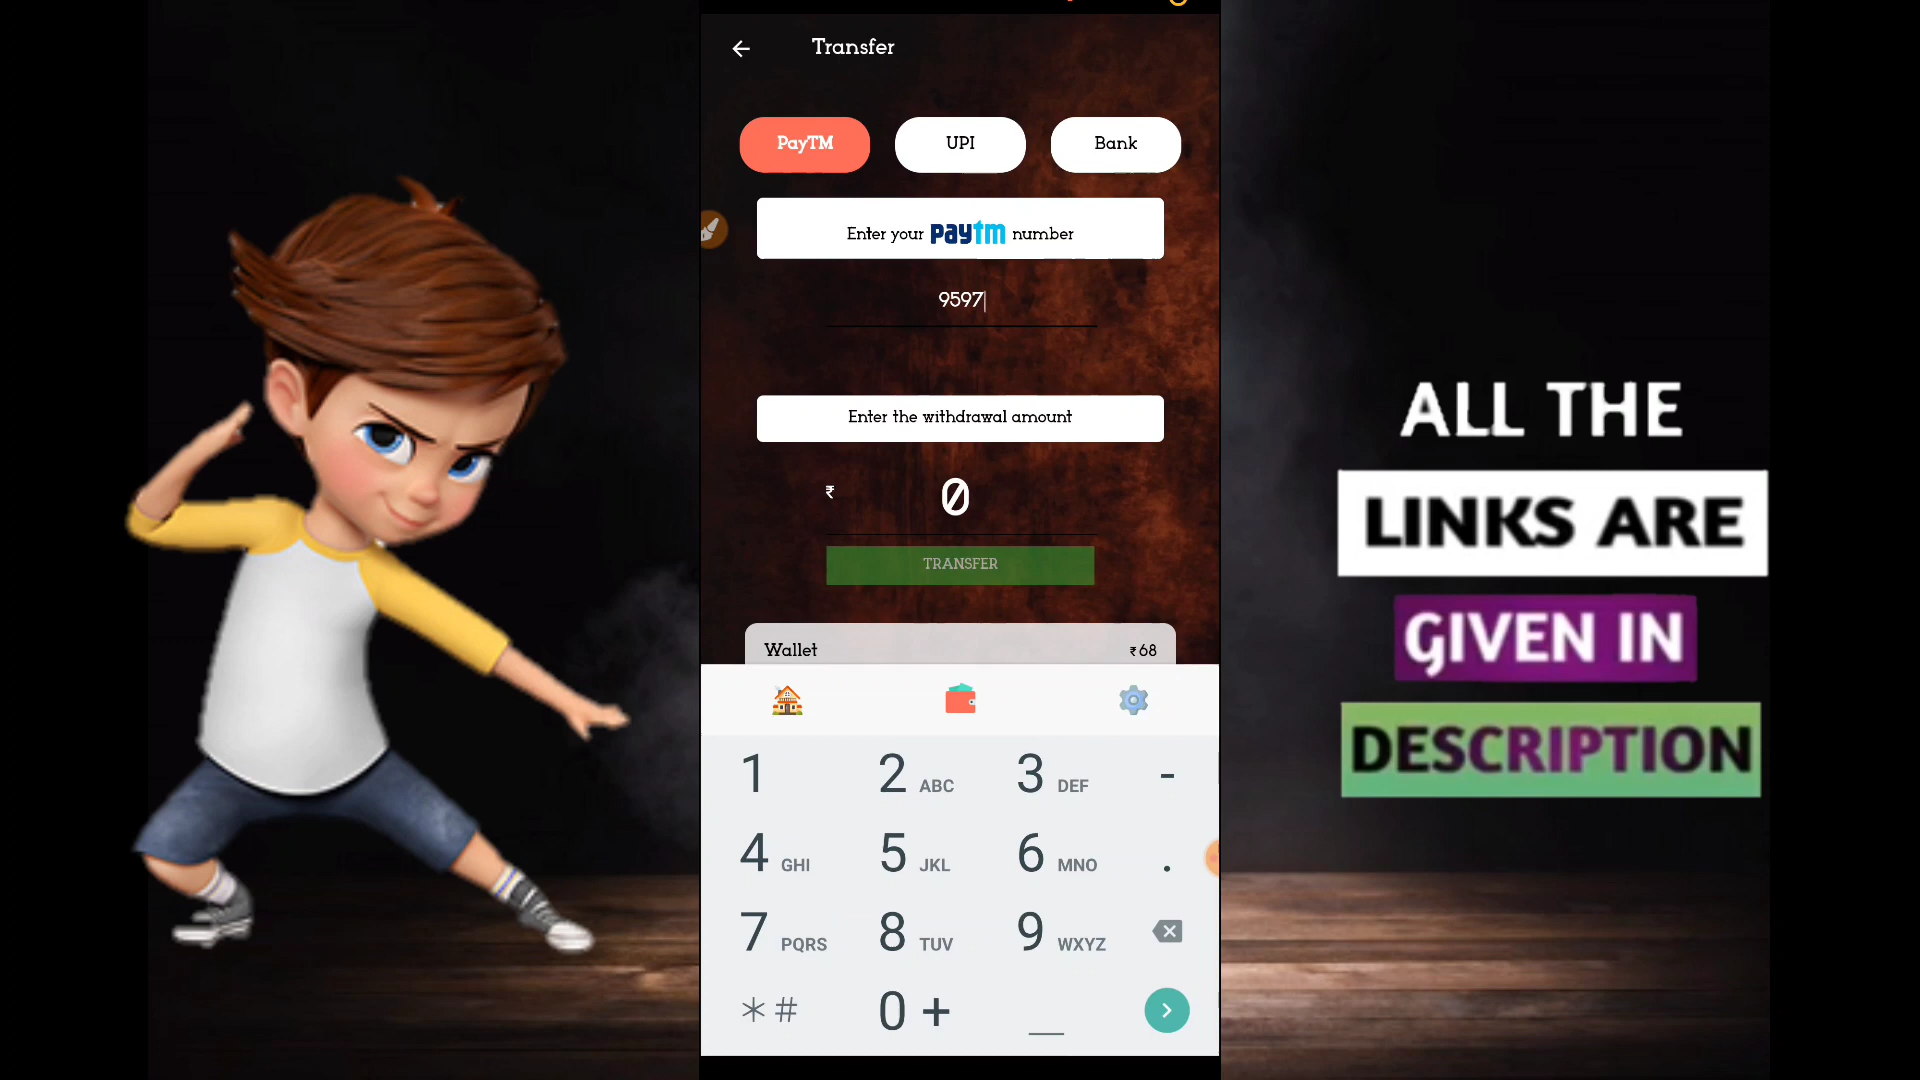 Transfer
PayTM UPI Bank
Enter your paytm number
9597
Enter the withdrawal amount
₹ 0
TRANSFER
Wallet ₹68
1 2 ABC 3 DEF -
4 GHI 5 JKL 6 MNO .
7 PQRS 8 TUV 9 WXYZ
*# 0 + _
ALL THE
LINKS ARE
GIVEN IN
DESCRIPTION